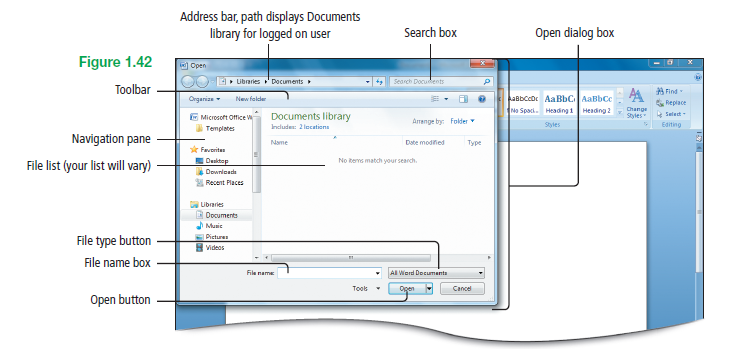 Address bar, path displays Documents
library for logged on user
Search box
Open dialog box
Figure 1.42
Open
Libraries
Documents
Search Documents
Toolbar
Organize
New folder
Microsoft Office W
Templates
Documents library
Includes: 2 locations
Arrange by: Folder
AaBbCcDc AaBbC AaBbCc
No Spaci... Heading 1 Heading 2
Change
Styles
Styles
Find
Replace
Select
Editing
Navigation pane
Favorites
Desktop
Downloads
Recent Places
Name
Date modified
Type
File list (your list will vary)
No items match your search.
Libraries
Documents
Music
Pictures
Videos
File type button
File name box
File name:
All Word Documents
Tools
Open
Cancel
Open button